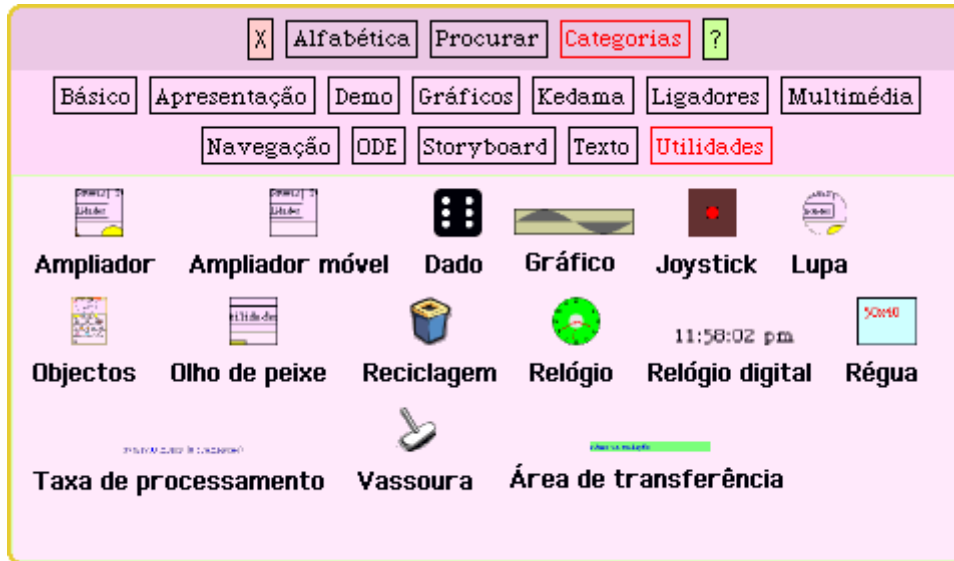 X Alfabética Procurar Categorias ?
Básico Apresentação Demo Gráficos Kedama Ligadores Multimédia
Navegação ODE Storyboard Texto Utilidades
Ampliador Ampliador móvel Dado Gráfico Joystick Lupa
11:58:02 pm 50x40
Objectos Olho de peixe Reciclagem Relógio Relógio digital Régua
Taxa de processamento Vassoura Área de transferência